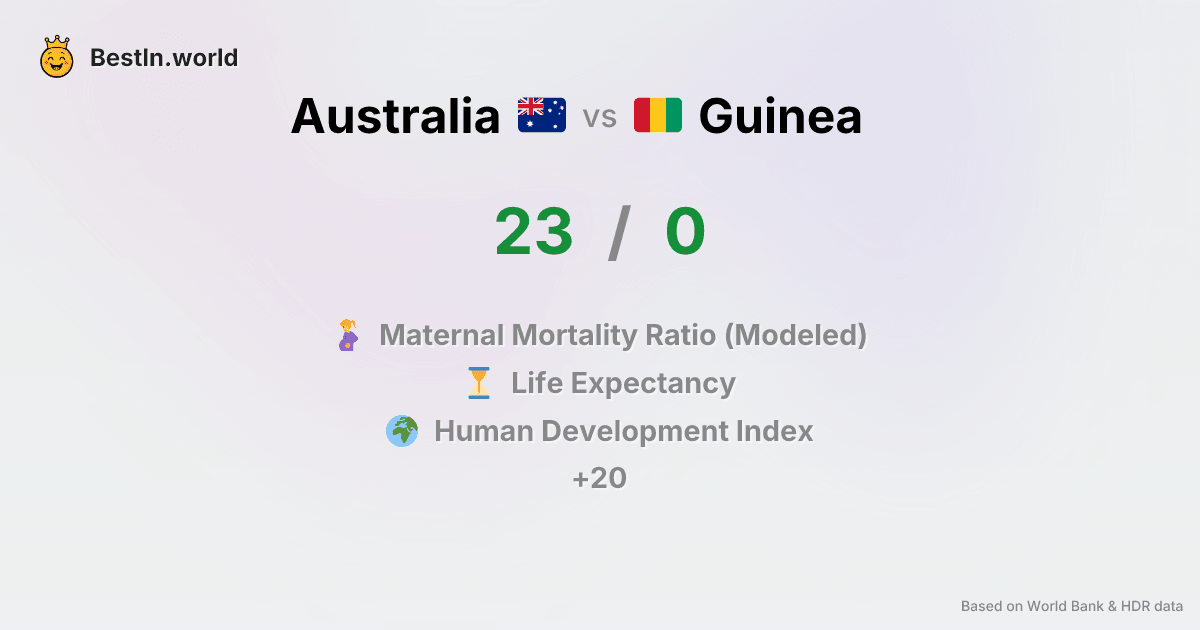 BestIn.world
Australia vs Guinea
23 / 0
Maternal Mortality Ratio (Modeled)
Life Expectancy
Human Development Index
+20
Based on World Bank & HDR data